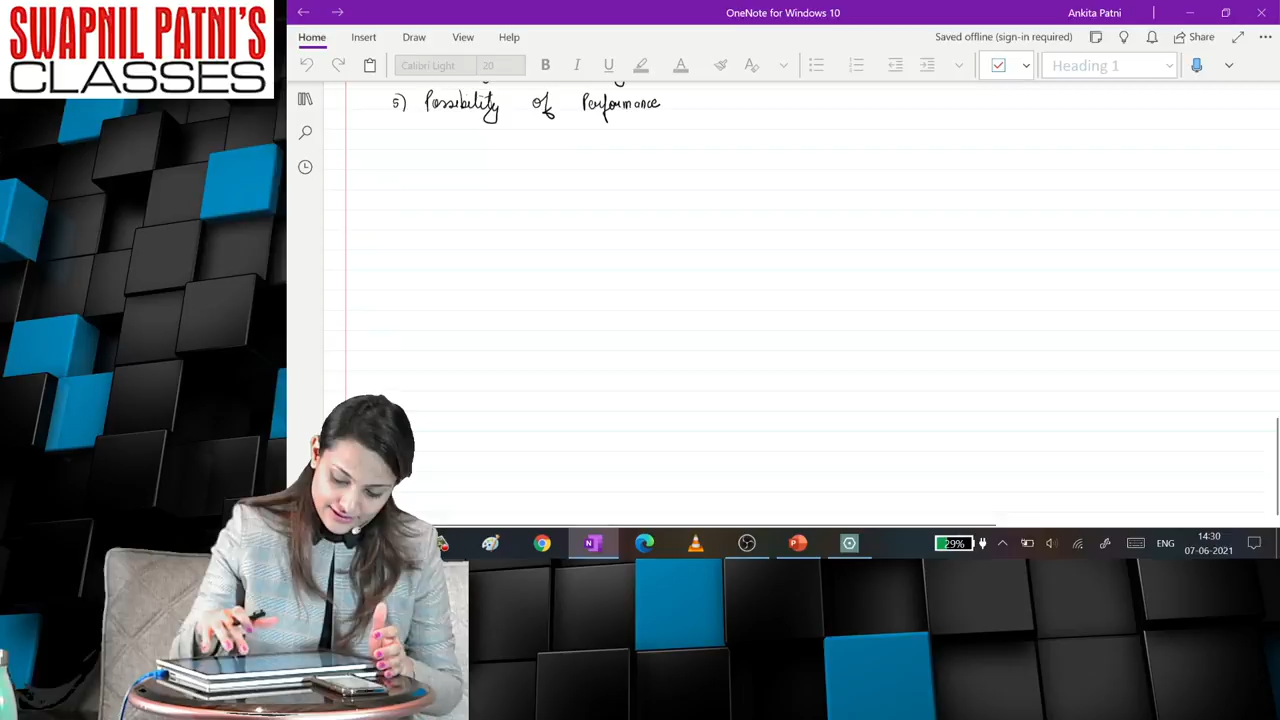 SWAPNIL PATNI'S
CLASSES
OneNote for Windows 10
Ankita Patni
Home Insert Draw View Help
Saved offline (sign-in required)
Share
Calibri Light 20
B I U A
Heading 1
5) Possibility of Performance
29%
ENG
14:30
07-06-2021